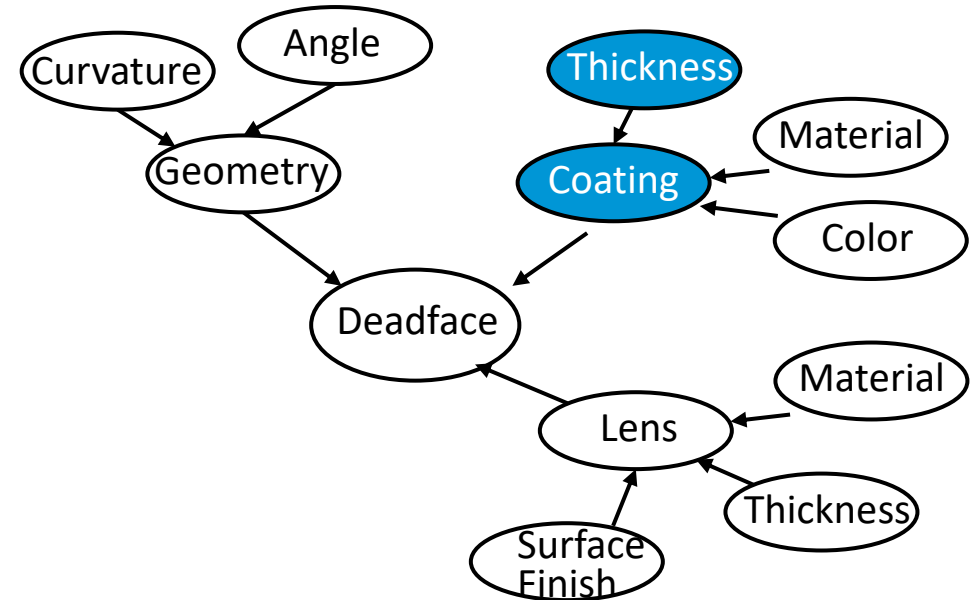 Angle
Curvature
Thickness
Material
Geometry
Coating
Color
Deadface
Material
Lens
Thickness
Surface
Finish